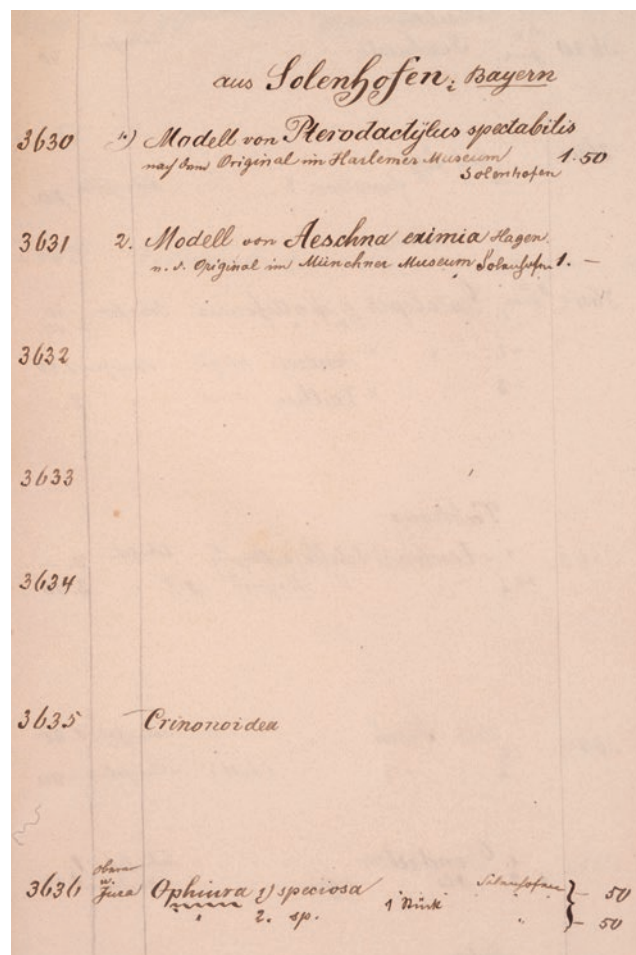 aus Solenhofen i. Bayern
3630 1.) Modell von Pterodactylus spectabilis
nach dem Original im Harlemer Museum 1.50
Solenhofen
3631 2. Modell von Aeschna eximia Hagen.
n. d. Original im Münchner Museum Solenhofen 1. —
3632
3633
3634
3635 Crinonoidea
3636 oberer w. Jura Ophiura 1) speciosa 1 Stück Solenhofen } — 50
" 2. sp. " — 50